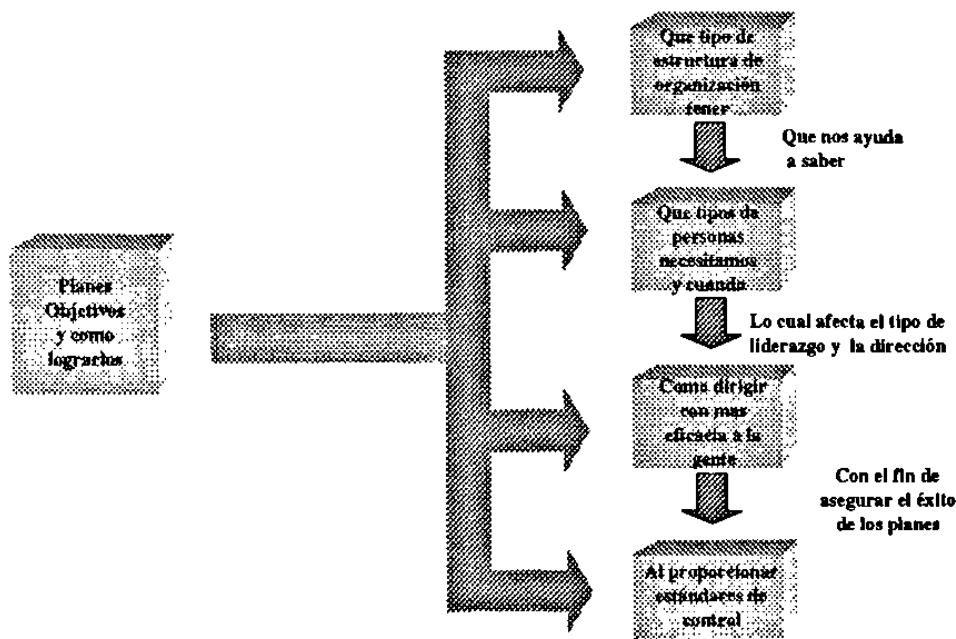 Planes
Objetivos
y como
lograrlos
Que tipo de
estructura de
organización
tener
Que nos ayuda
a saber
Que tipos de
personas
necesitamos
y cuando
Lo cual afecta el tipo de
liderazgo y la dirección
Como dirigir
con mas
eficacia a la
gente
Con el fin de
asegurar el éxito
de los planes
Al proporcionar
estándares de
control